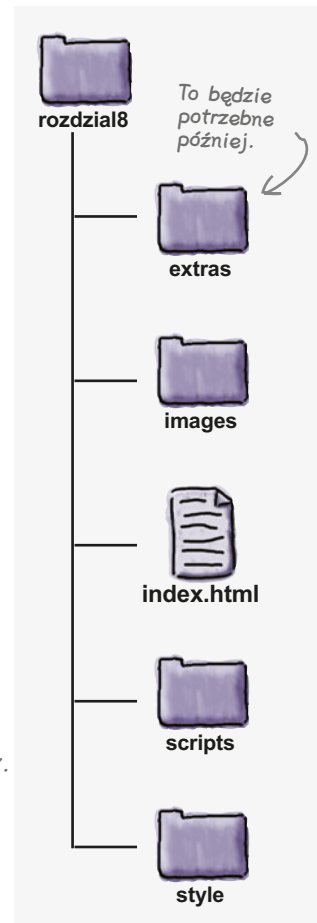 rozdzial8
To będzie
potrzebne
później.
extras
images
index.html
scripts
style